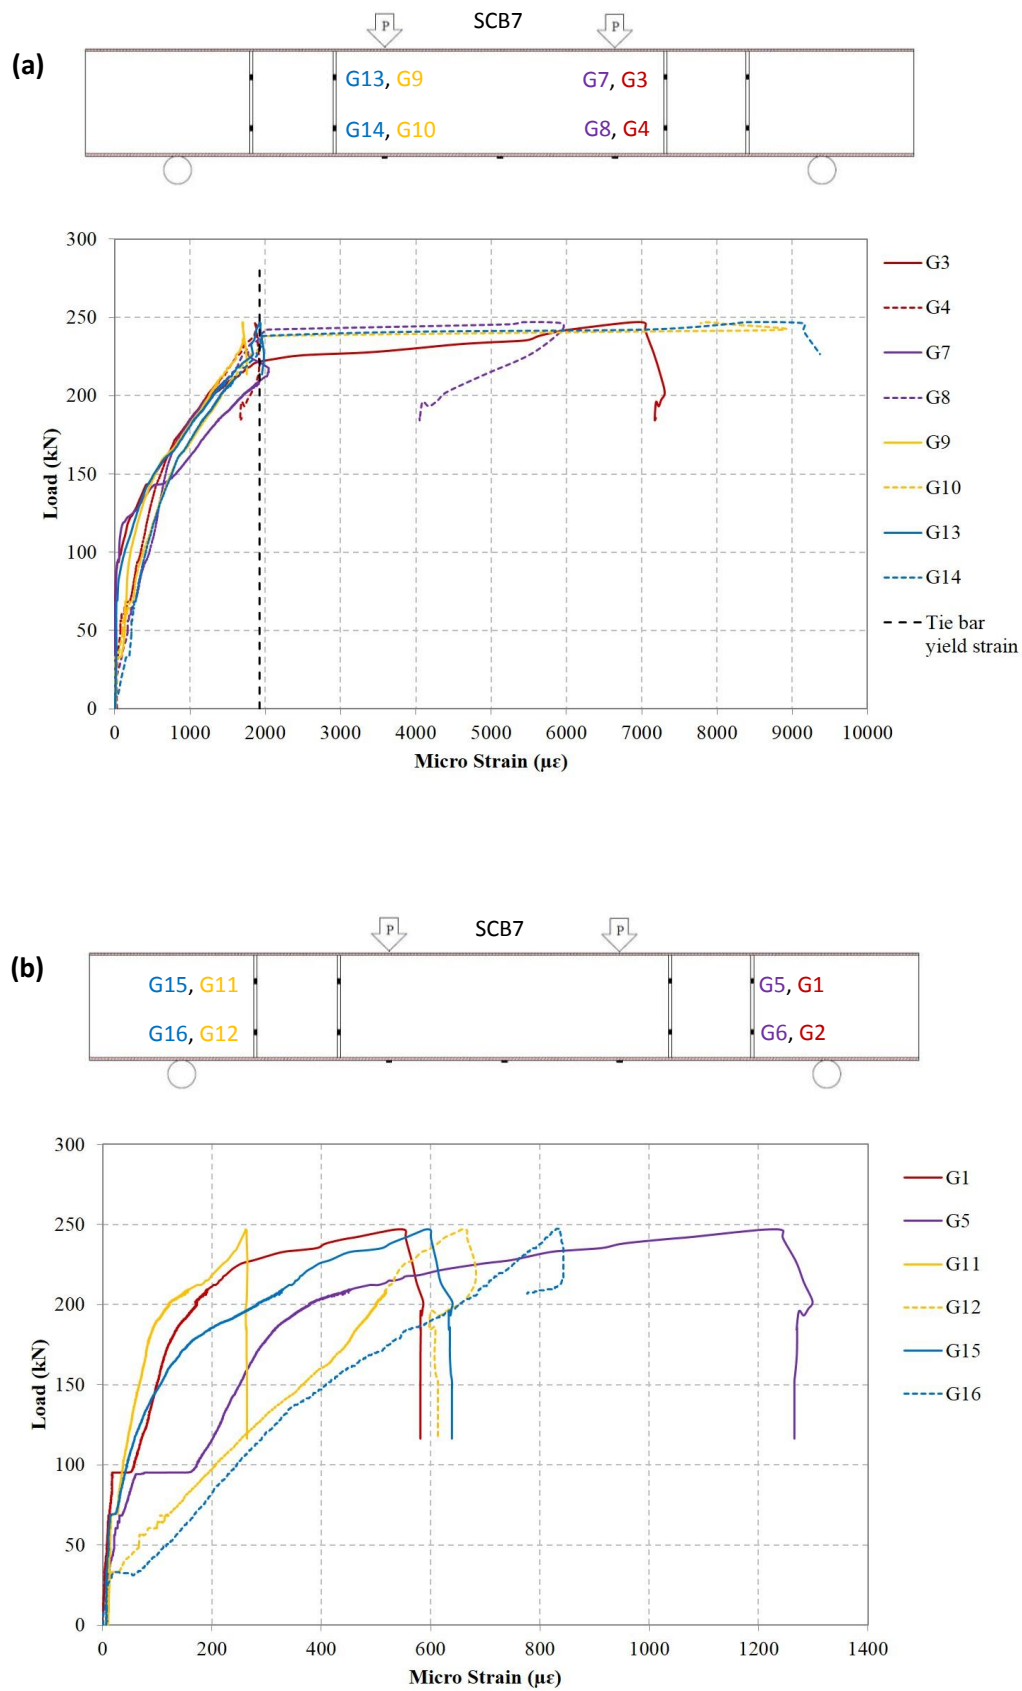 SCB7
P
P
(a)
G13, G9
G7, G3
G14, G10
G8, G4
300
250
200
150
100
50
0
Load (kN)
0 1000 2000 3000 4000 5000 6000 7000 8000 9000 10000
Micro Strain (με)
G3
G4
G7
G8
G9
G10
G13
G14
Tie bar
yield strain
SCB7
P
P
(b)
G15, G11
G5, G1
G16, G12
G6, G2
300
250
200
150
100
50
0
Load (kN)
0 200 400 600 800 1000 1200 1400
Micro Strain (με)
G1
G5
G11
G12
G15
G16